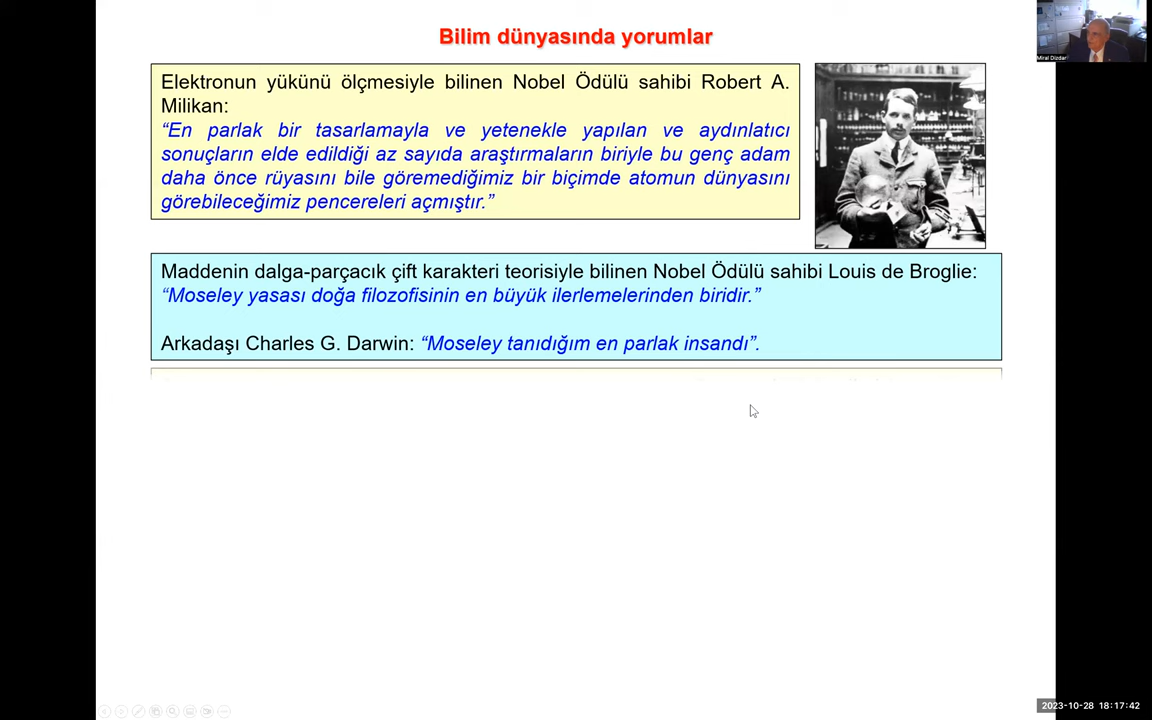 Bilim dünyasında yorumlar
Elektronun yükünü ölçmesiyle bilinen Nobel Ödülü sahibi Robert A.
Milikan:
“En parlak bir tasarlamayla ve yetenekle yapılan ve aydınlatıcı
sonuçların elde edildiği az sayıda araştırmaların biriyle bu genç adam
daha önce rüyasını bile göremediğimiz bir biçimde atomun dünyasını
görebileceğimiz pencereleri açmıştır.”
Maddenin dalga-parçacık çift karakteri teorisiyle bilinen Nobel Ödülü sahibi Louis de Broglie:
“Moseley yasası doğa filozofisinin en büyük ilerlemelerinden biridir.”
Arkadaşı Charles G. Darwin: “Moseley tanıdığım en parlak insandı”.
Miral Dizdar
2023-10-28 18:17:42